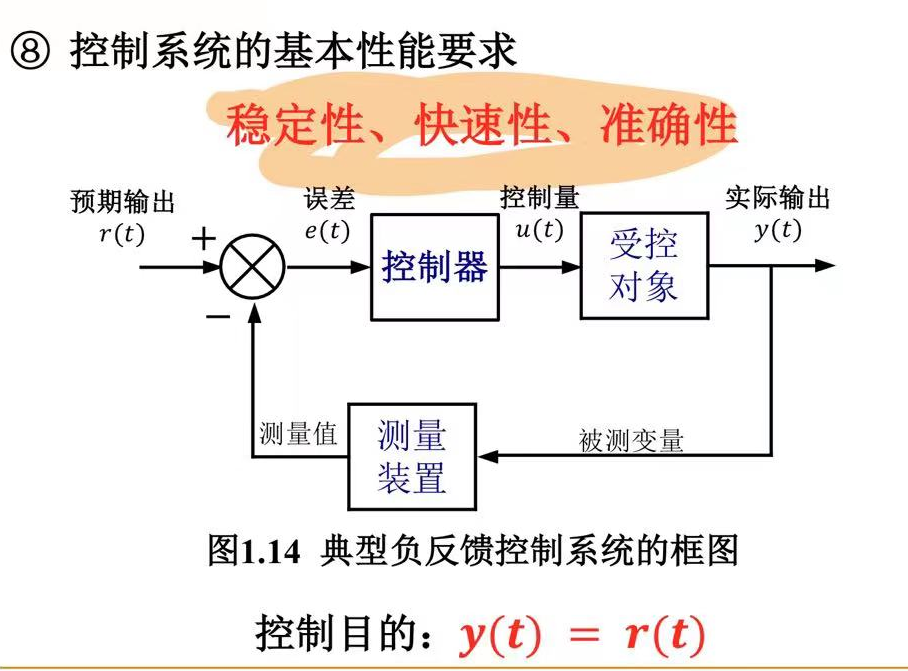 ⑧ 控制系统的基本性能要求
稳定性、快速性、准确性
预期输出
r(t)
误差
e(t)
控制量
u(t)
实际输出
y(t)
+
控制器
受控
对象
−
测量值
测量
装置
被测变量
图1.14 典型负反馈控制系统的框图
控制目的：y(t) = r(t)